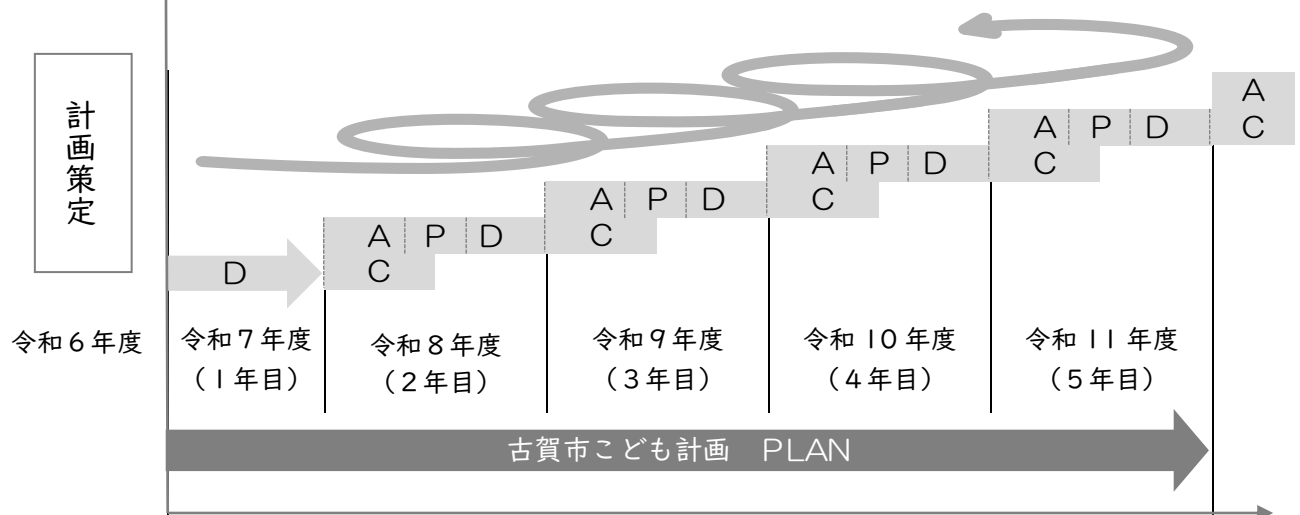 計画策定
A
C
A P D
C
A P D
C
A P D
C
A P D
C
D
令和6年度
令和7年度
(1年目)
令和8年度
(2年目)
令和9年度
(3年目)
令和10年度
(4年目)
令和11年度
(5年目)
古賀市こども計画 PLAN